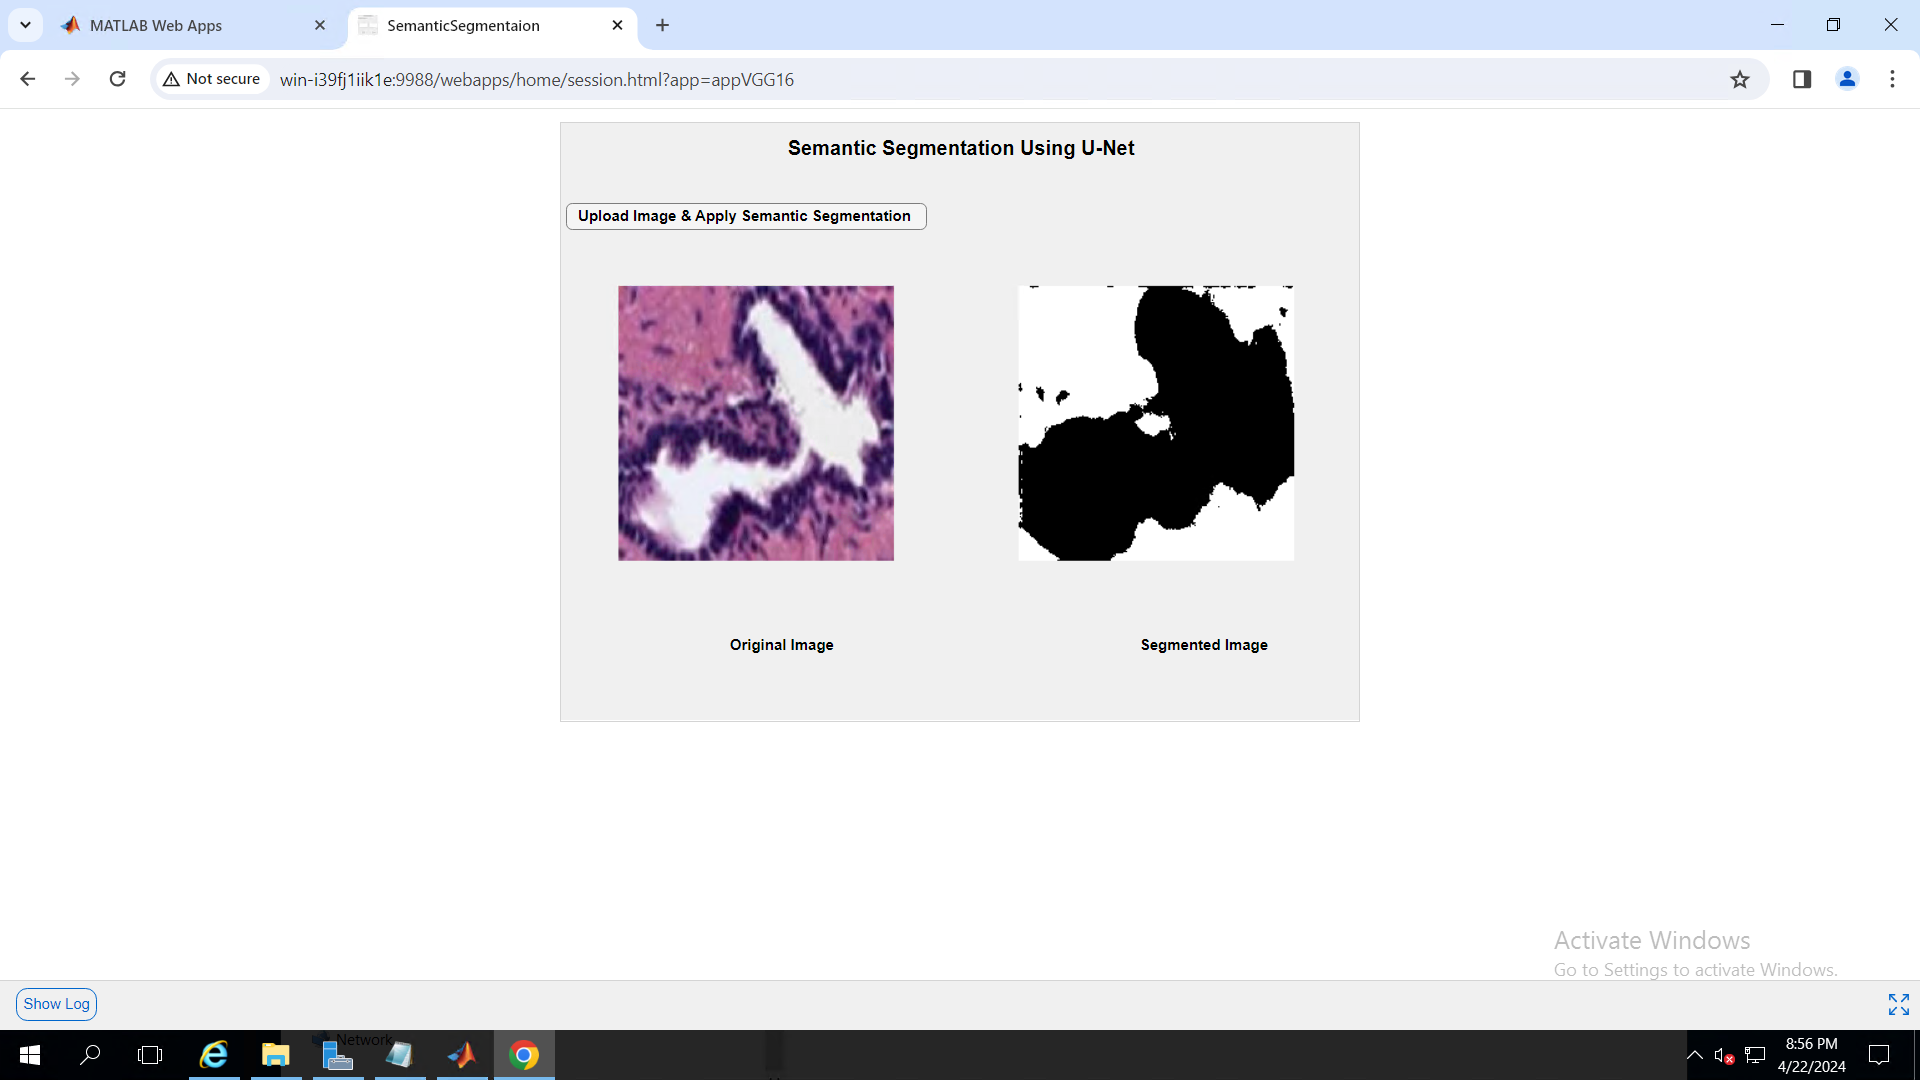 MATLAB Web Apps
SemanticSegmentaion
Not secure
win-i39fj1iik1e:9988/webapps/home/session.html?app=appVGG16
Semantic Segmentation Using U-Net
Upload Image & Apply Semantic Segmentation
Original Image
Segmented Image
Activate Windows
Go to Settings to activate Windows.
Show Log
Network
8:56 PM
4/22/2024